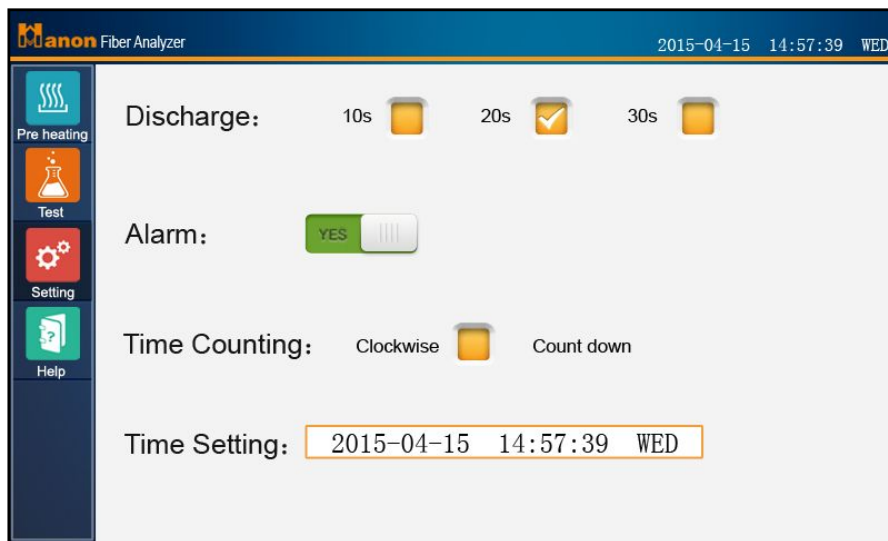 Hanon Fiber Analyzer
2015-04-15 14:57:39 WED
Pre heating
Test
Setting
Help
Discharge: 10s 20s 30s
Alarm: YES
Time Counting: Clockwise Count down
Time Setting: 2015-04-15 14:57:39 WED